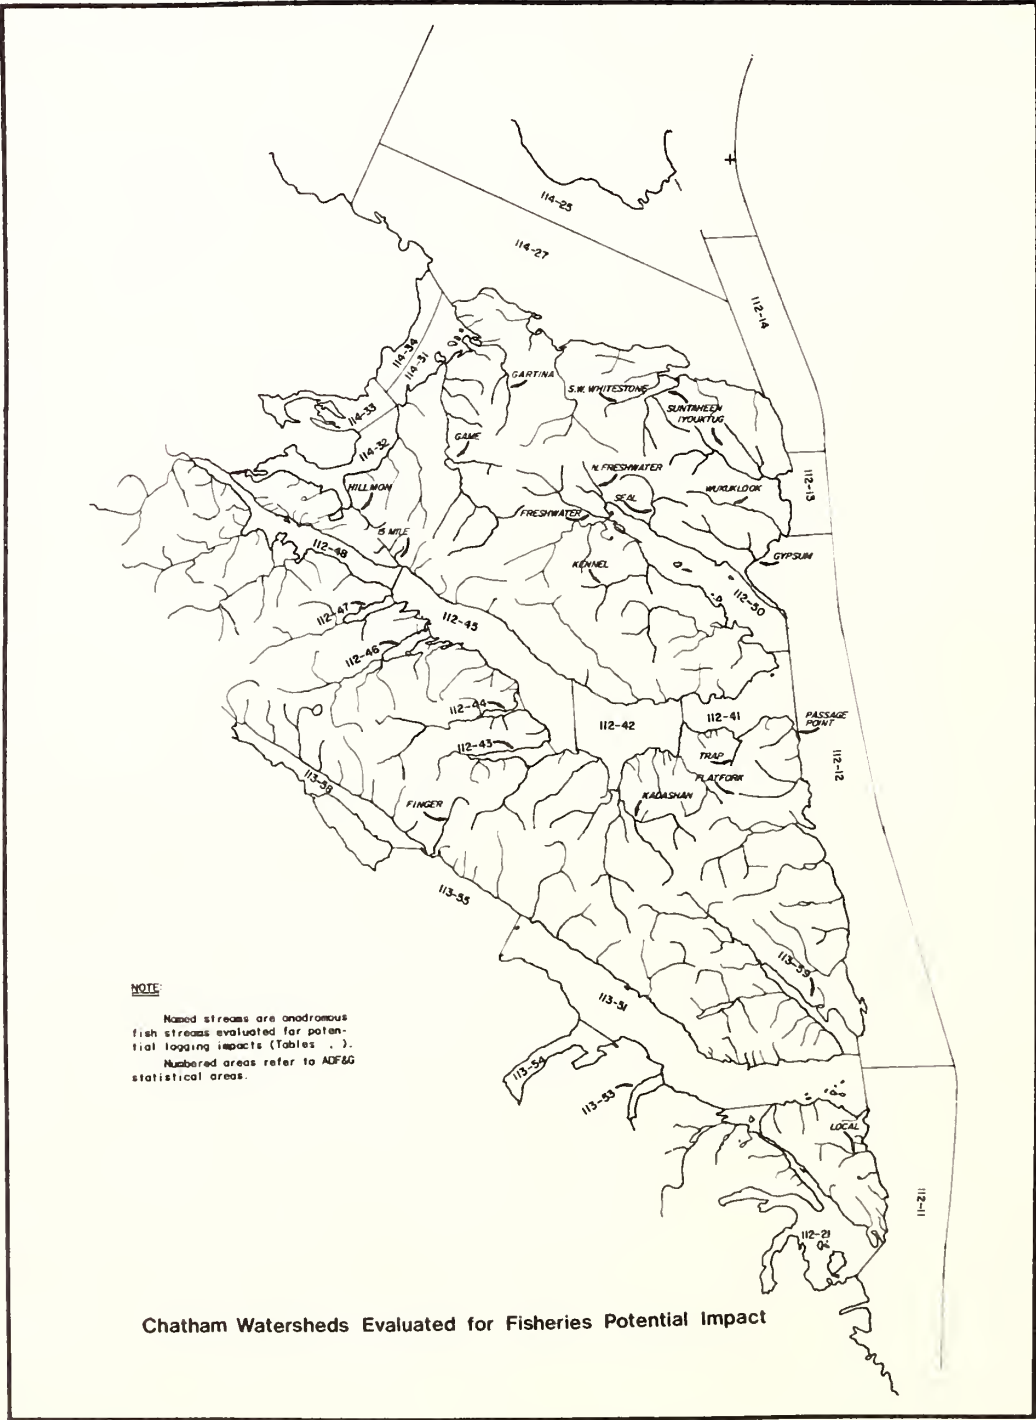 114-25
114-27
112-14
114-34
114-31
GARTINA
S.W. WHITESTONE
114-33
SUNTAHEEN
IYOUKTUG
GAME
114-32
N. FRESHWATER
112-13
HILLMON
SEAL
WUKUKLOOK
FRESHWATER
15 MILE
112-48
GYPSUM
KENNEL
112-50
112-47
112-45
112-46
112-44
112-42
112-41
PASSAGE
POINT
112-43
TRAP
112-12
113-58
FLATFORK
KADASHAN
FINGER
113-55
113-59
NOTE:
113-51
Named streams are anadromous
fish streams evaluated for poten-
tial logging impacts (Tables , ).
Numbered areas refer to ADF&G
statistical areas.
113-54
113-53
LOCAL
112-11
112-21
Chatham Watersheds Evaluated for Fisheries Potential Impact